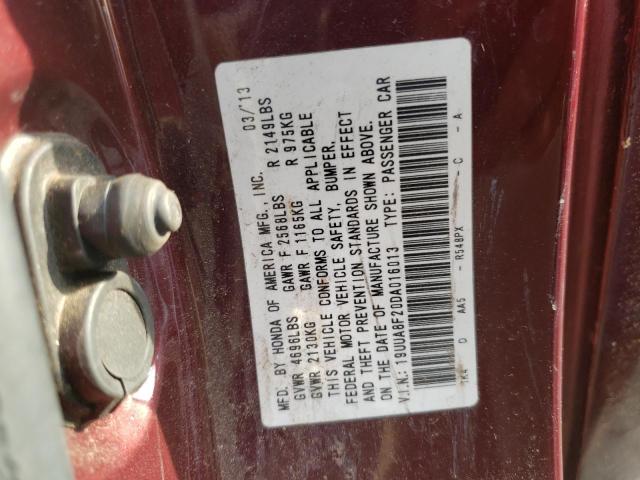 MFD. BY HONDA OF AMERICA MFG., INC. 03/'13
GVWR 4696LBS GAWR F 2568LBS R 2149LBS
GVWR 2130KG GAWR F 1165KG R 975KG
THIS VEHICLE CONFORMS TO ALL APPLICABLE
FEDERAL MOTOR VEHICLE SAFETY, BUMPER,
AND THEFT PREVENTION STANDARDS IN EFFECT
ON THE DATE OF MANUFACTURE SHOWN ABOVE.
V.I.N.: 19UUA8F20DA016013 TYPE: PASSENGER CAR
1K4 D AA5 - R548PX - C - A